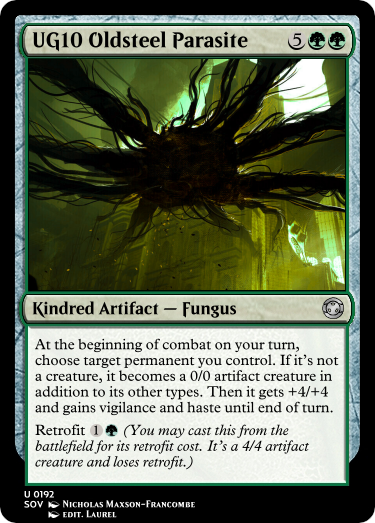 UG10 Oldsteel Parasite 5
Kindred Artifact — Fungus
At the beginning of combat on your turn,
choose target permanent you control. If it's not
a creature, it becomes a 0/0 artifact creature in
addition to its other types. Then it gets +4/+4
and gains vigilance and haste until end of turn.
Retrofit 1 (You may cast this from the
battlefield for its retrofit cost. It's a 4/4 artifact
creature and loses retrofit.)
U 0192
SOV Nicholas Maxson-Francombe
edit. Laurel